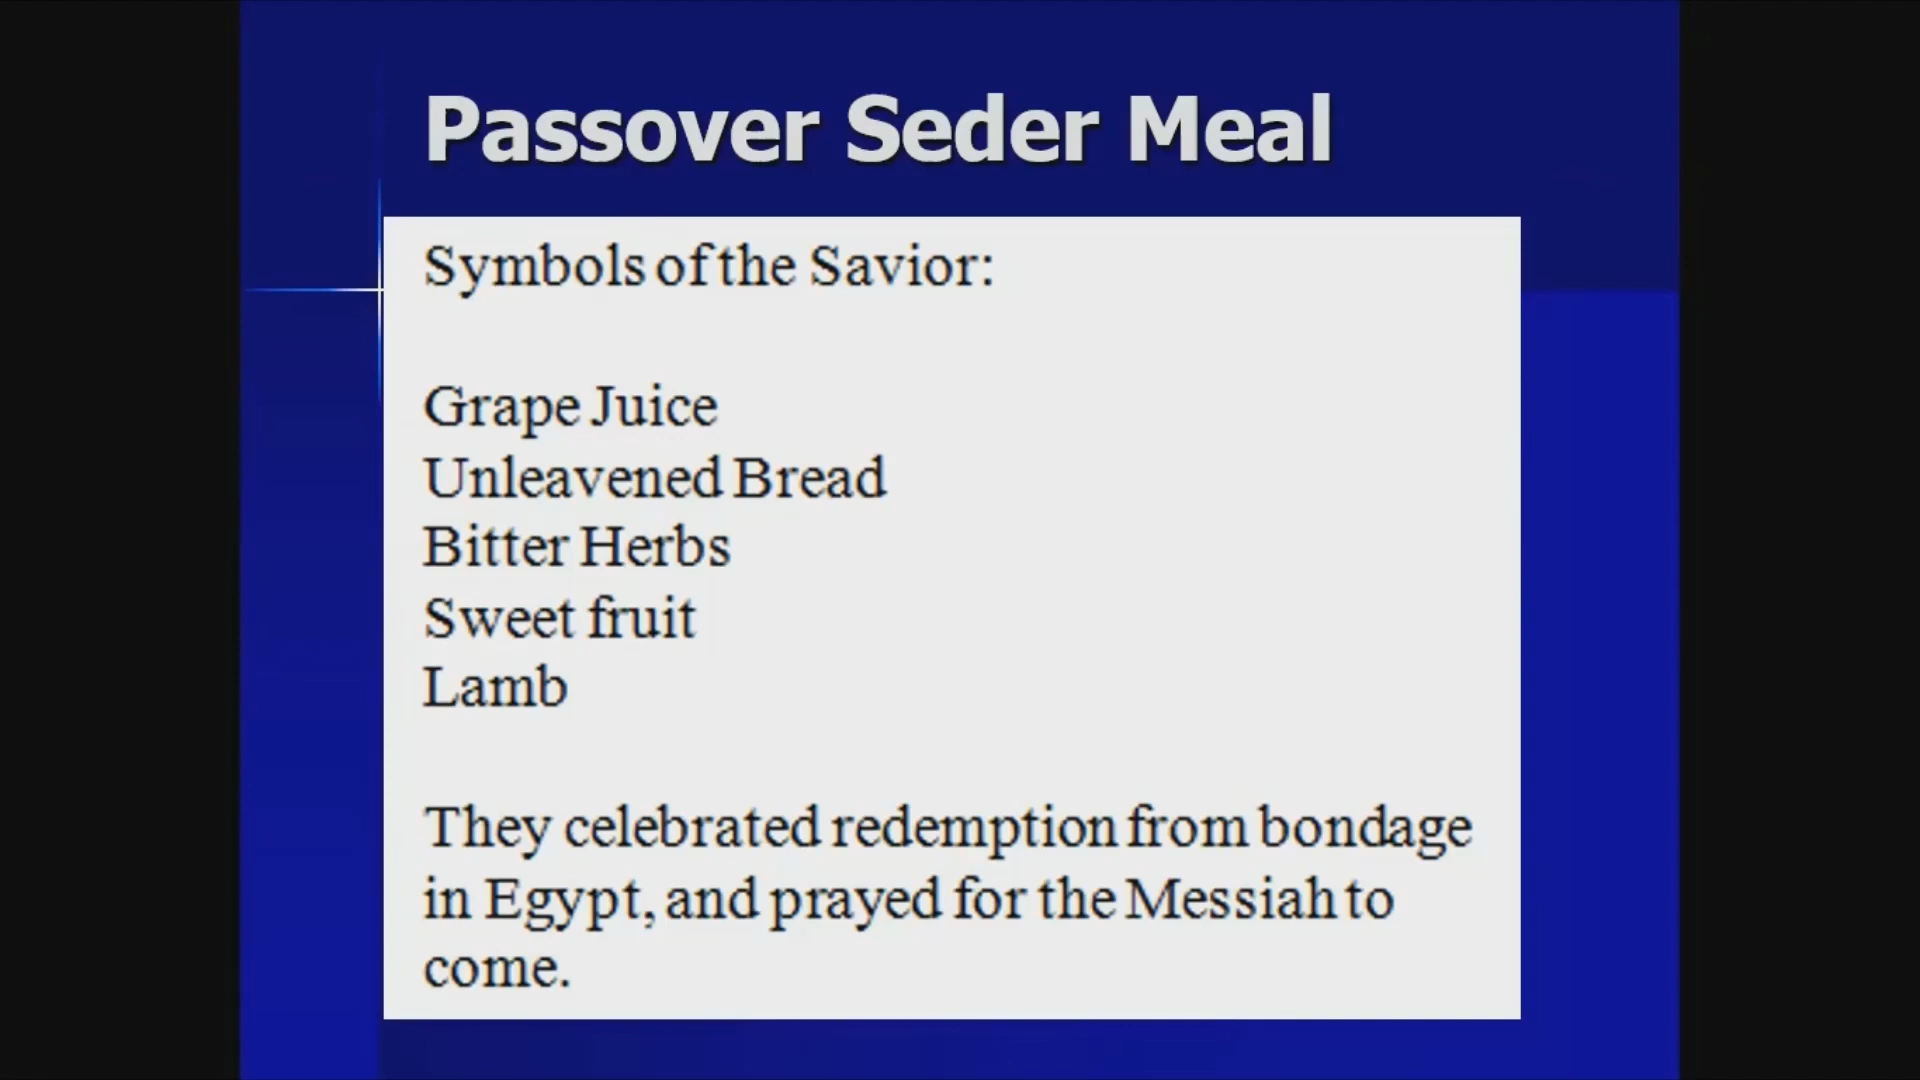 Passover Seder Meal
Symbols of the Savior:
Grape Juice
Unleavened Bread
Bitter Herbs
Sweet fruit
Lamb
They celebrated redemption from bondage
in Egypt, and prayed for the Messiah to
come.